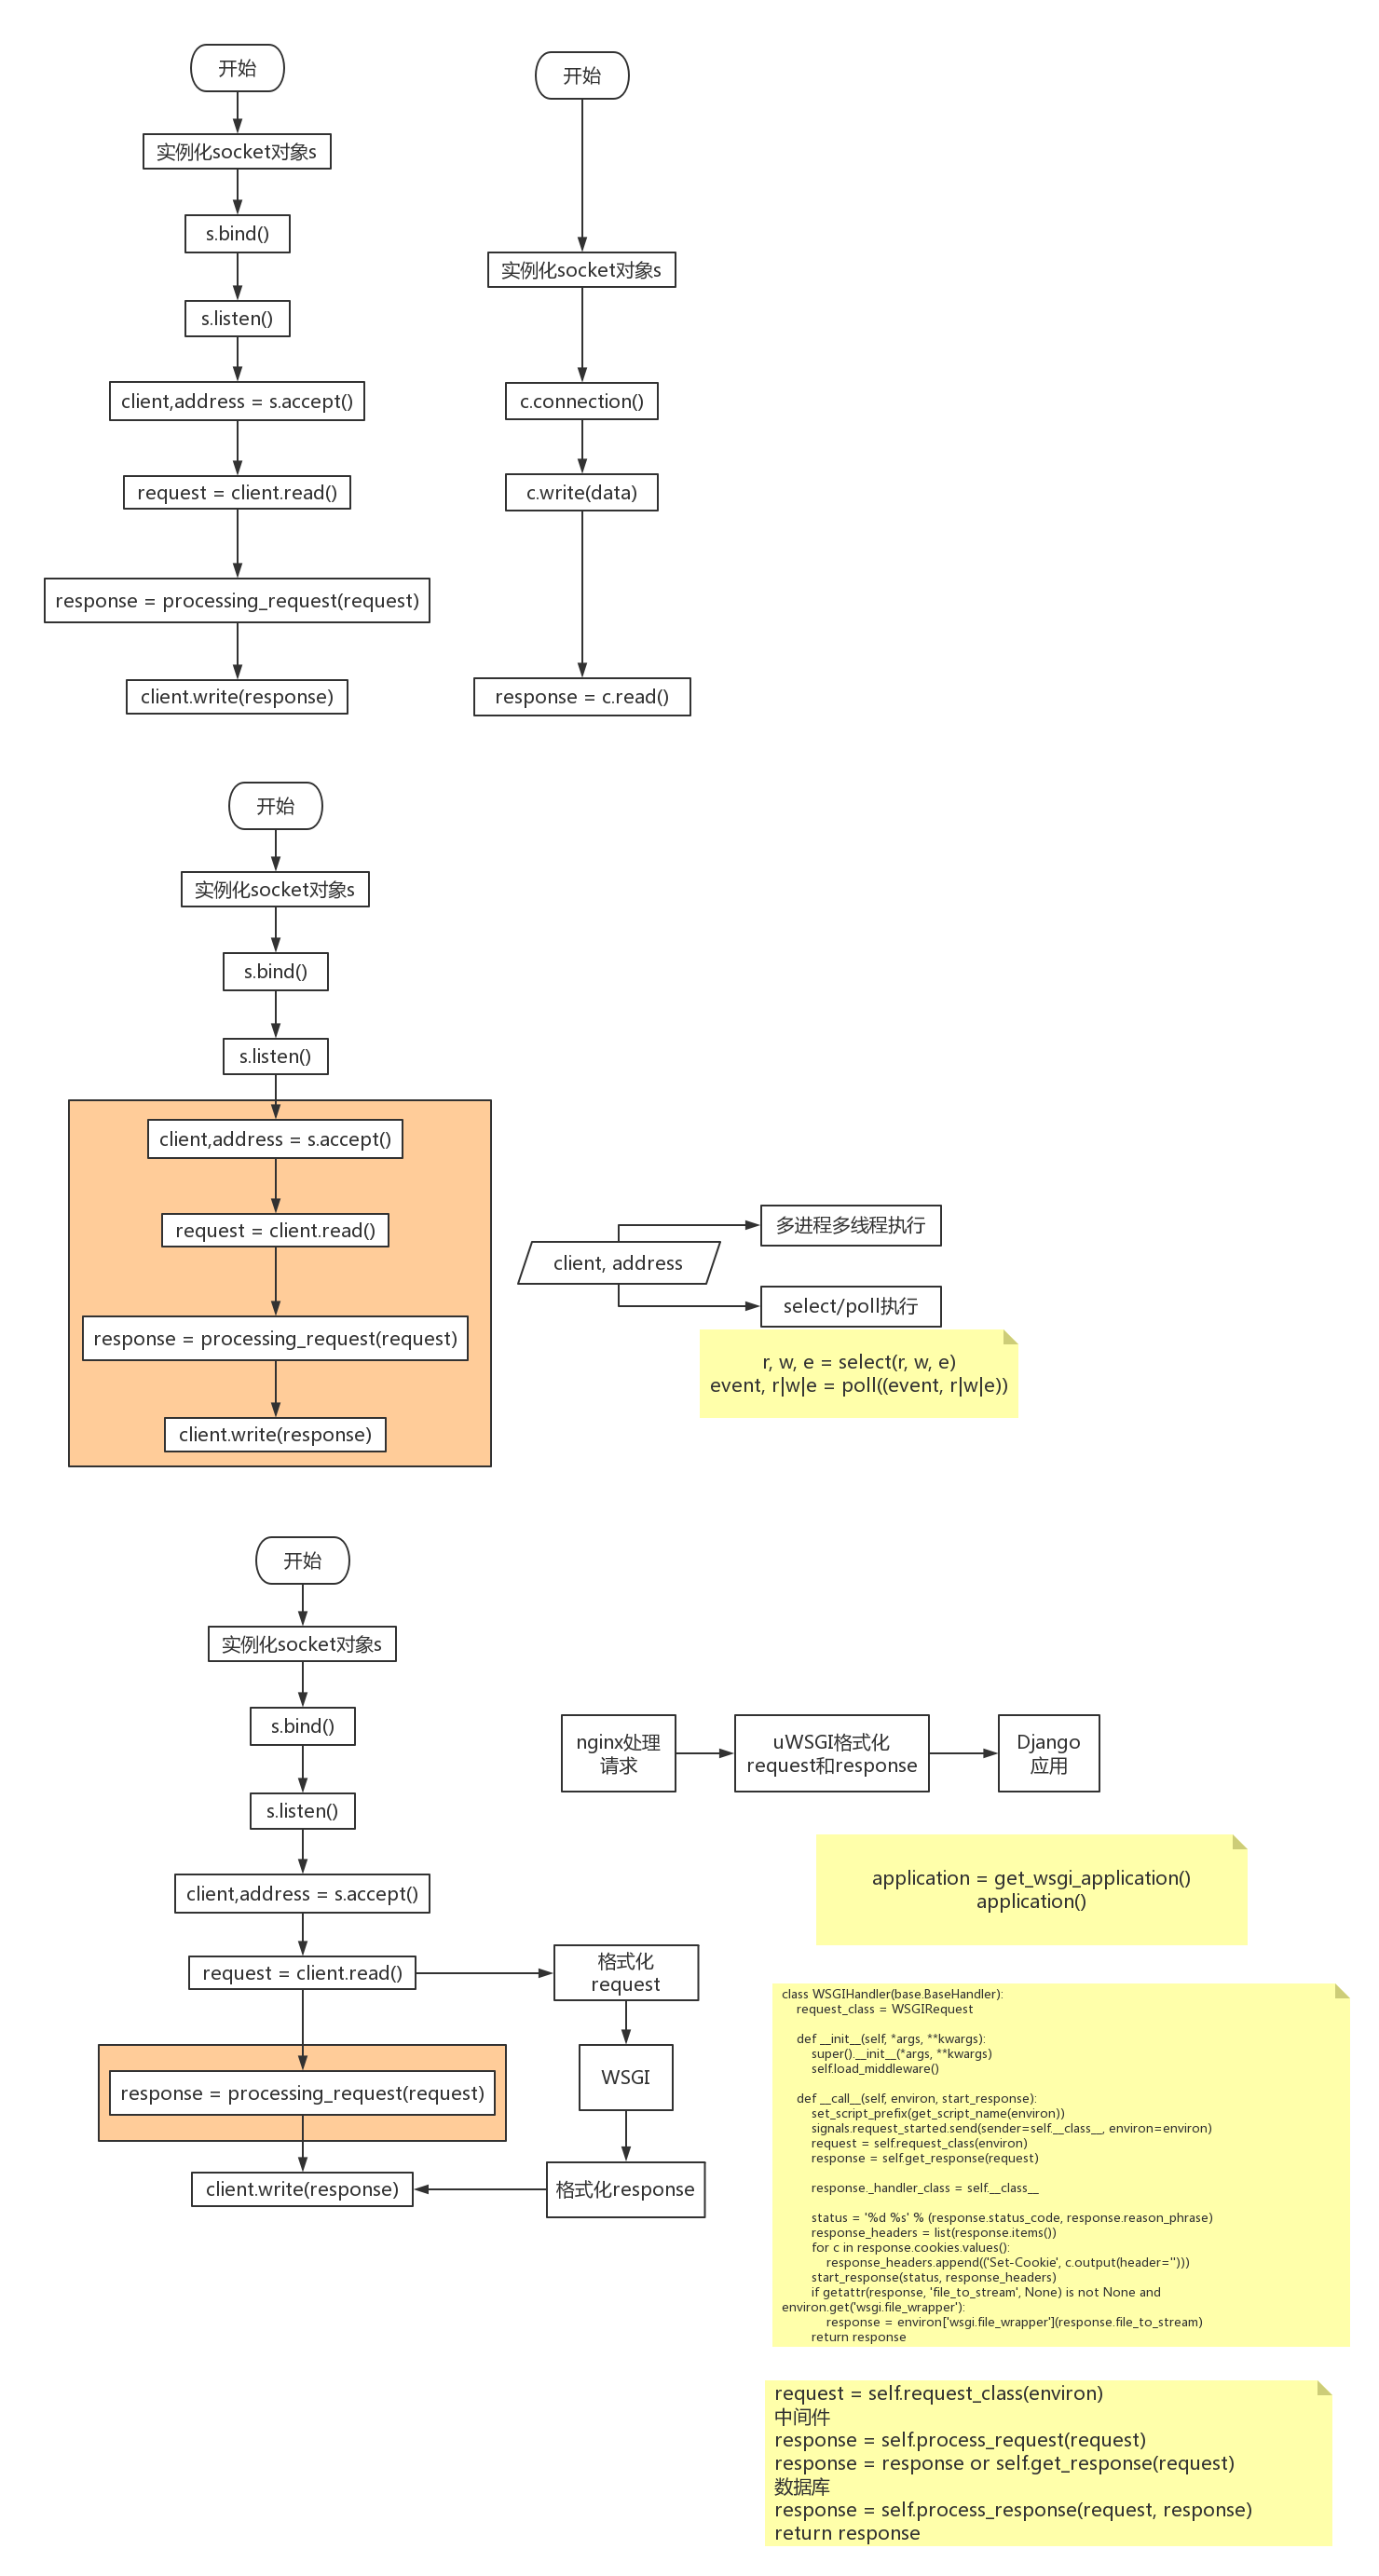 开始
实例化socket对象s
s.bind()
s.listen()
client,address = s.accept()
request = client.read()
response = processing_request(request)
client.write(response)
开始
实例化socket对象s
c.connection()
c.write(data)
response = c.read()
开始
实例化socket对象s
s.bind()
s.listen()
client,address = s.accept()
request = client.read()
response = processing_request(request)
client.write(response)
client, address
多进程多线程执行
select/poll执行
r, w, e = select(r, w, e)
event, r|w|e = poll((event, r|w|e))
开始
实例化socket对象s
s.bind()
s.listen()
client,address = s.accept()
request = client.read()
response = processing_request(request)
client.write(response)
格式化
request
WSGI
格式化response
nginx处理
请求
uWSGI格式化
request和response
Django
应用
application = get_wsgi_application()
application()
class WSGIHandler(base.BaseHandler):
    request_class = WSGIRequest
    def __init__(self, *args, **kwargs):
        super().__init__(*args, **kwargs)
        self.load_middleware()
    def __call__(self, environ, start_response):
        set_script_prefix(get_script_name(environ))
        signals.request_started.send(sender=self.__class__, environ=environ)
        request = self.request_class(environ)
        response = self.get_response(request)
        response._handler_class = self.__class__
        status = '%d %s' % (response.status_code, response.reason_phrase)
        response_headers = list(response.items())
        for c in response.cookies.values():
            response_headers.append(('Set-Cookie', c.output(header='')))
        start_response(status, response_headers)
        if getattr(response, 'file_to_stream', None) is not None and
environ.get('wsgi.file_wrapper'):
            response = environ['wsgi.file_wrapper'](response.file_to_stream)
        return response
request = self.request_class(environ)
中间件
response = self.process_request(request)
response = response or self.get_response(request)
数据库
response = self.process_response(request, response)
return response